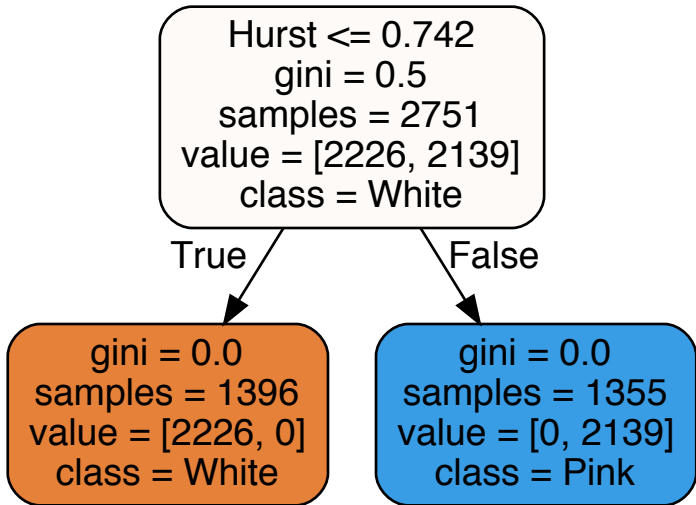 Hurst <= 0.742
gini = 0.5
samples = 2751
value = [2226, 2139]
class = White
True
False
gini = 0.0
samples = 1396
value = [2226, 0]
class = White
gini = 0.0
samples = 1355
value = [0, 2139]
class = Pink